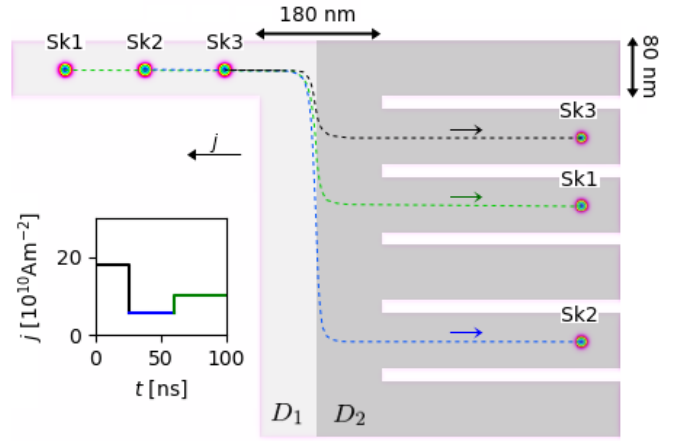 180 nm
Sk1 Sk2 Sk3
80 nm
Sk3
j
Sk1
j [10¹⁰Am⁻²]
20
0
0 50 100
t [ns]
Sk2
D₁ D₂